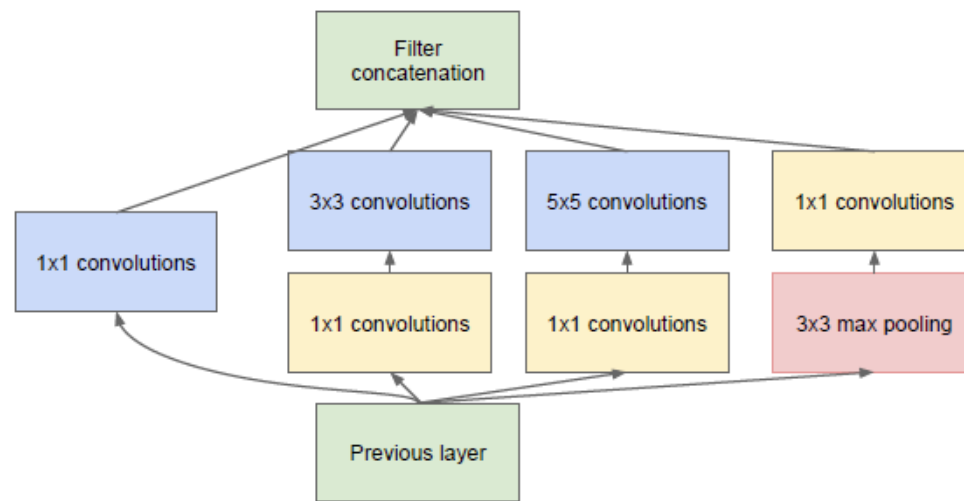 Filter
concatenation
3x3 convolutions
5x5 convolutions
1x1 convolutions
1x1 convolutions
1x1 convolutions
1x1 convolutions
3x3 max pooling
Previous layer